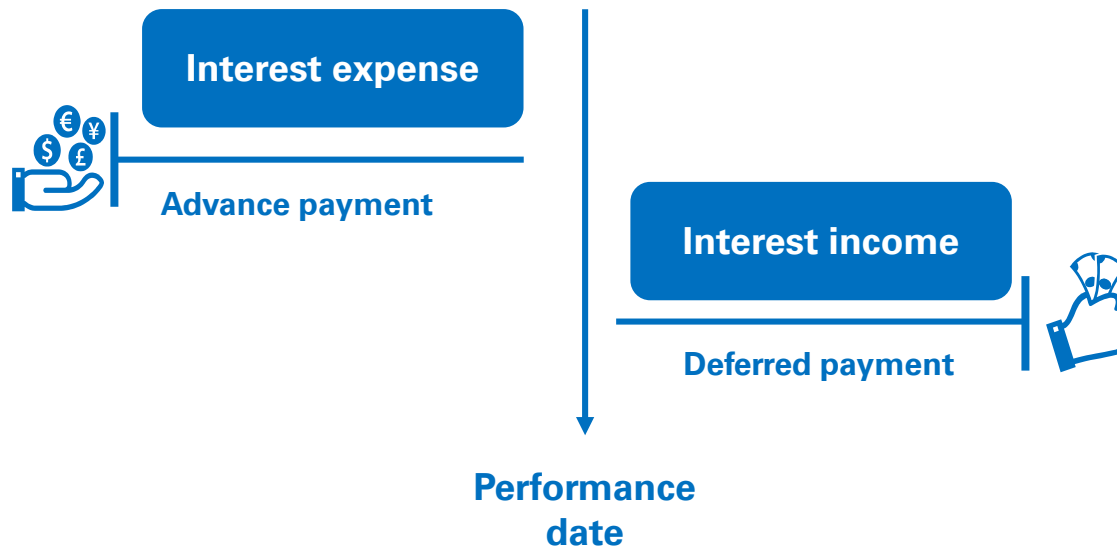 Interest expense
€
¥
$
£
Advance payment
Interest income
Deferred payment
Performance
date